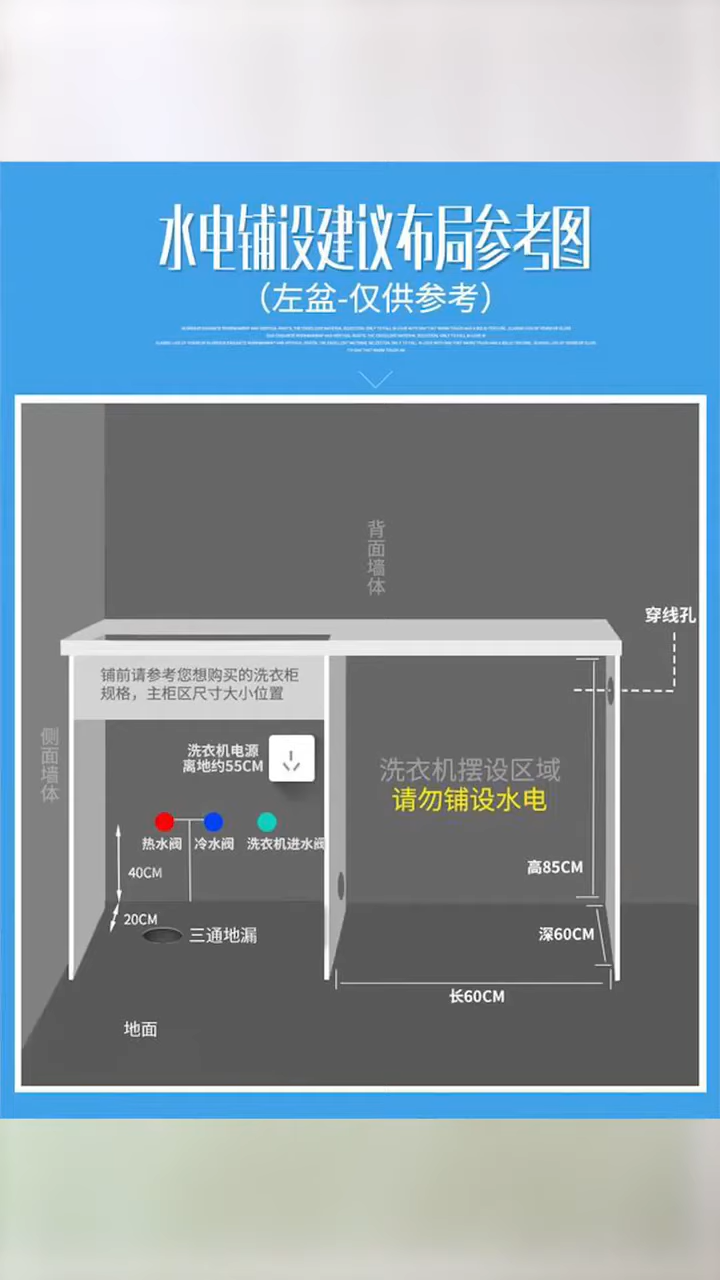 水电铺设建议布局参考图
（左盆-仅供参考）
背面墙体
穿线孔
铺前请参考您想购买的洗衣柜
规格，主柜区尺寸大小位置
侧面墙体
洗衣机电源
离地约55CM
洗衣机摆设区域
请勿铺设水电
热水阀
冷水阀
洗衣机进水阀
高85CM
40CM
20CM
三通地漏
深60CM
长60CM
地面